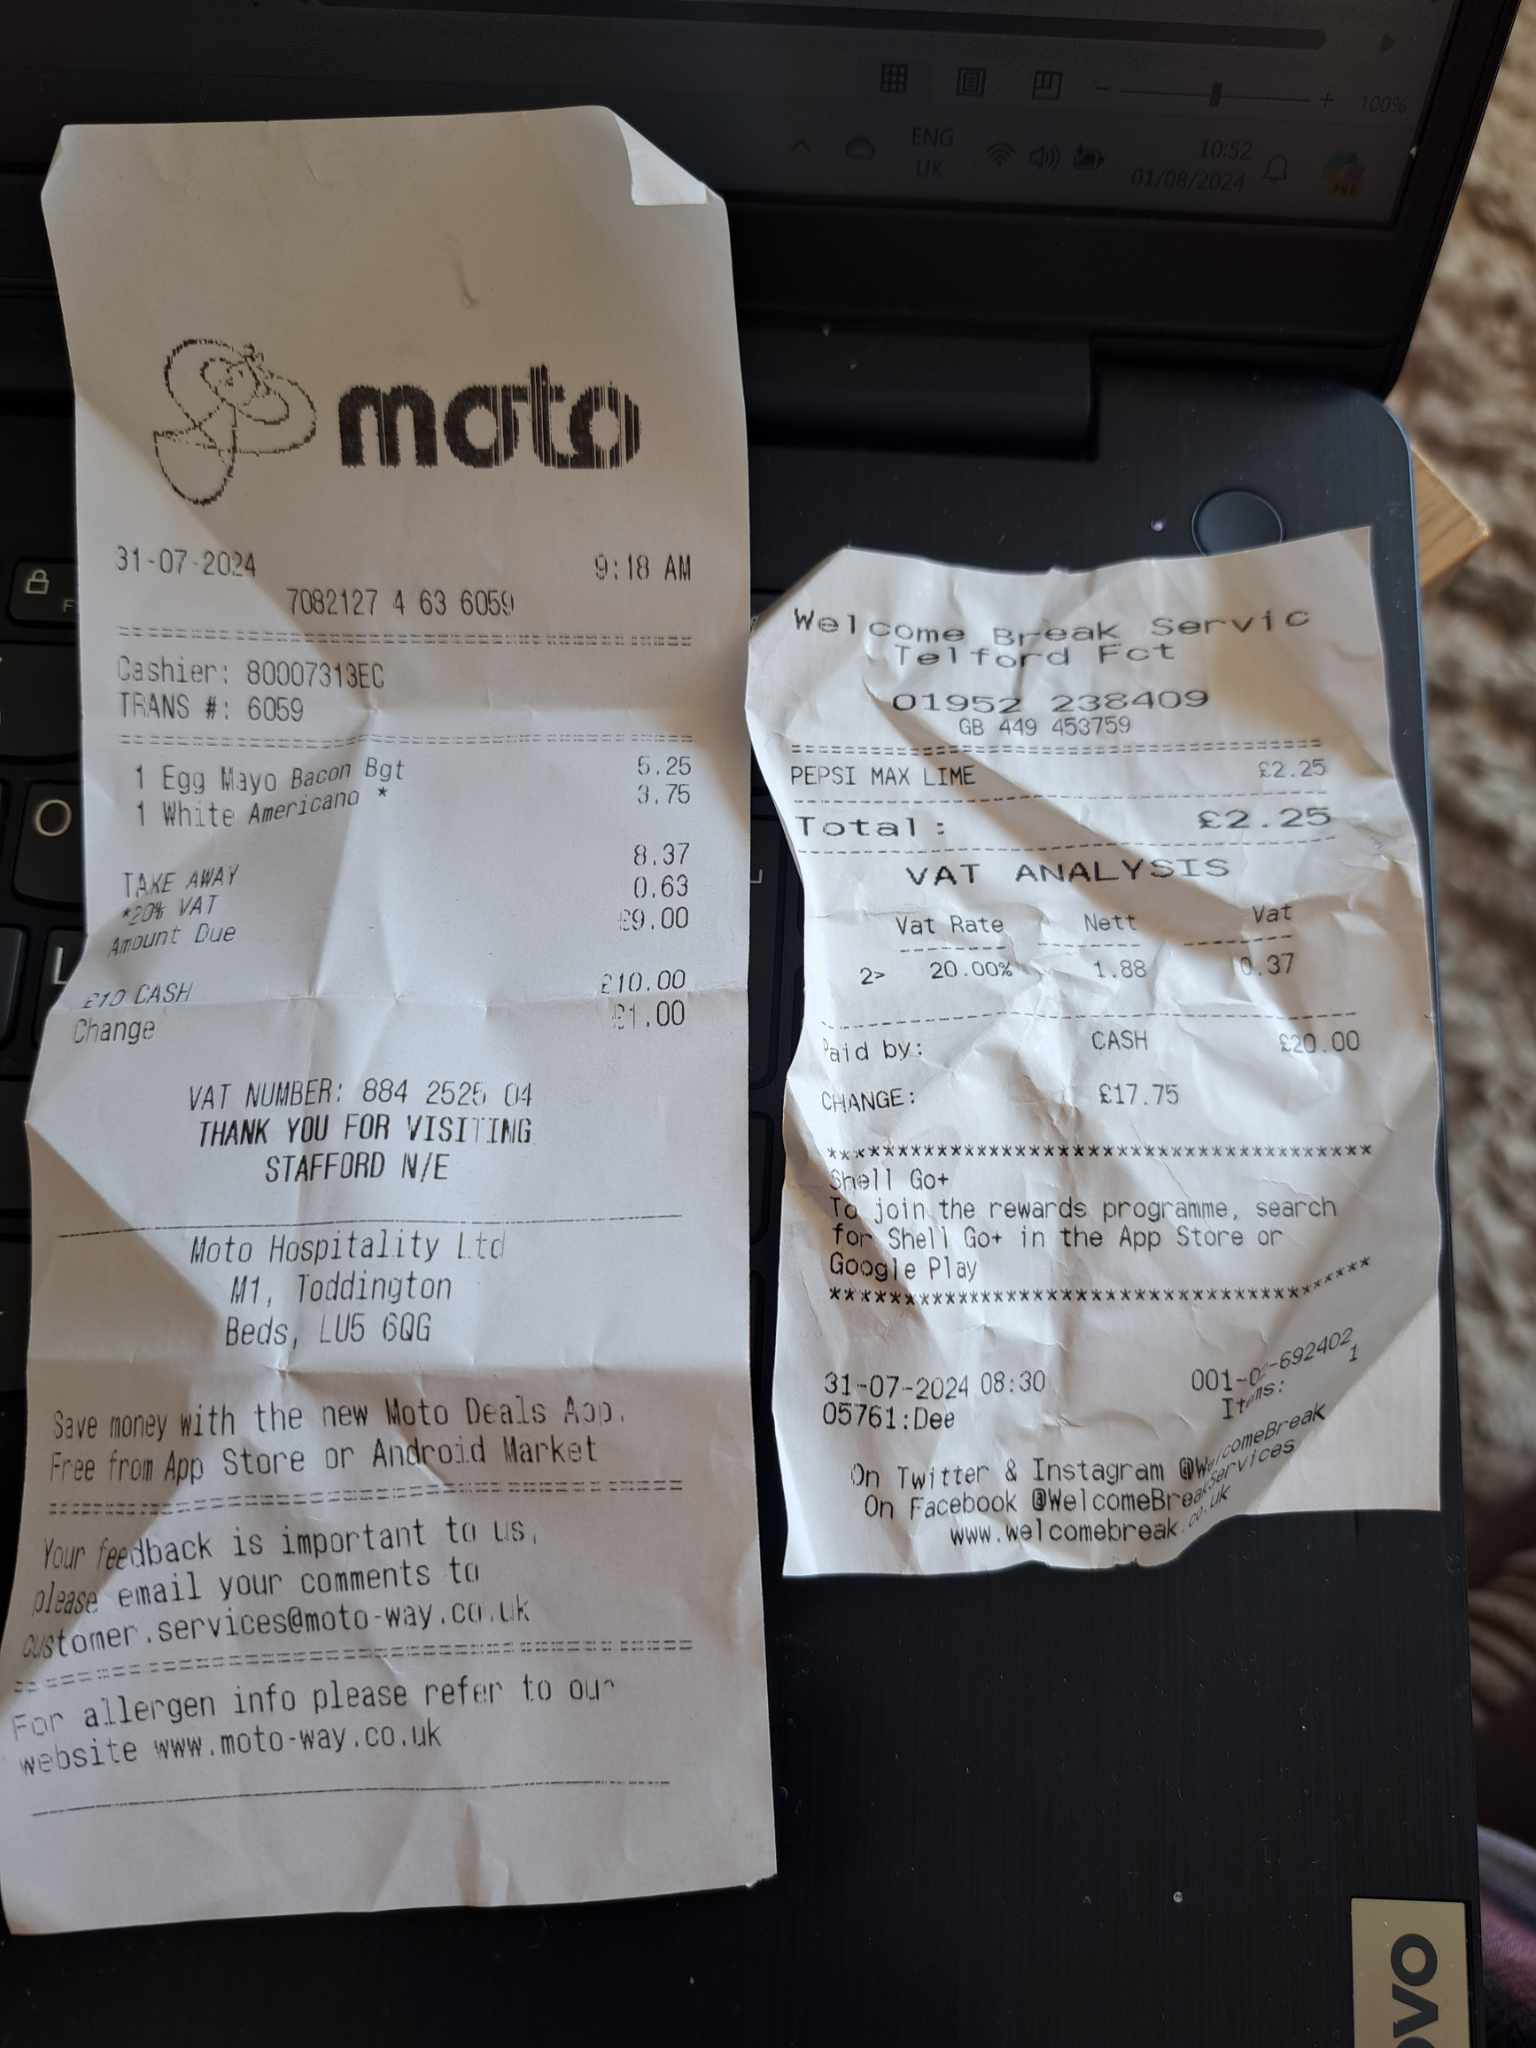 100%
ENG
UK
10:52
01/08/2024
moto
31-07-2024 9:18 AM
7082127 4 63 6059
Cashier: 80007313EC
TRANS #: 6059
1 Egg Mayo Bacon Bgt 5.25
1 White Americano * 3.75
TAKE AWAY 8.37
*20% VAT 0.63
Amount Due £9.00
£10 CASH £10.00
Change £1.00
VAT NUMBER: 884 2525 04
THANK YOU FOR VISITING
STAFFORD N/E
Moto Hospitality Ltd
M1, Toddington
Beds, LU5 6QG
Save money with the new Moto Deals App.
Free from App Store or Android Market
Your feedback is important to us,
please email your comments to
customer.services@moto-way.co.uk
For allergen info please refer to our
website www.moto-way.co.uk
Welcome Break Servic
Telford Fct
01952 238409
GB 449 453759
PEPSI MAX LIME £2.25
Total: £2.25
VAT ANALYSIS
Vat Rate Nett Vat
2> 20.00% 1.88 0.37
Paid by: CASH £20.00
CHANGE: £17.75
***************************************
Shell Go+
To join the rewards programme, search
for Shell Go+ in the App Store or
Google Play
***************************************
31-07-2024 08:30
05761:Dee
Items: 1
On Twitter & Instagram @WelcomeBreak
On Facebook @WelcomeBreakServices
www.welcomebreak.co.uk
O
L